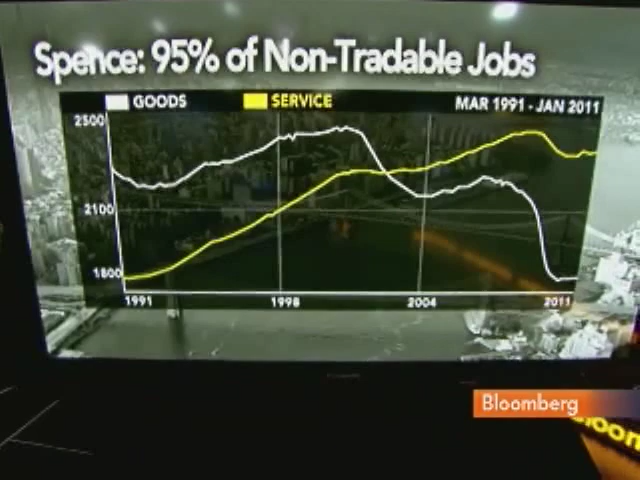 Spence: 95% of Non-Tradable Jobs
GOODS SERVICE MAR 1991 - JAN 2011
2500
2100
1800
1991 1998 2004 2011
Bloomberg